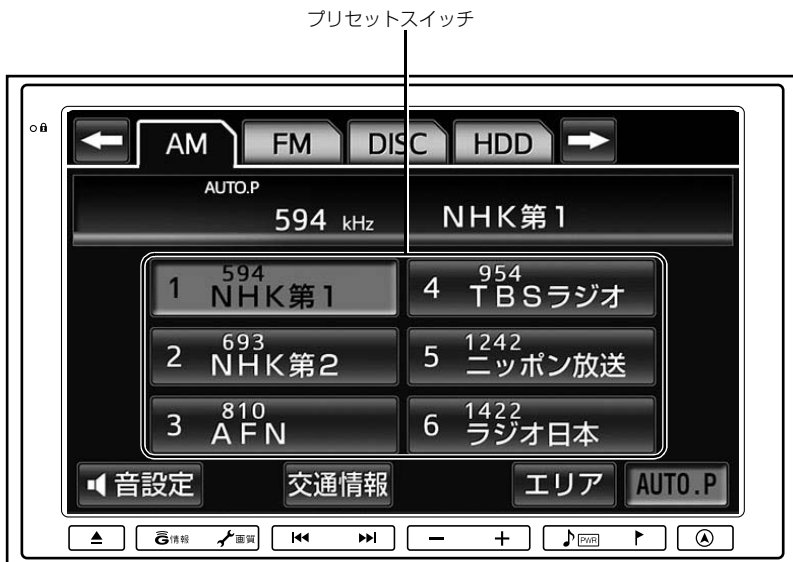 プリセットスイッチ
AM FM DISC HDD
AUTO.P
594 kHz NHK第1
1 594 NHK第1
4 954 TBSラジオ
2 693 NHK第2
5 1242 ニッポン放送
3 810 AFN
6 1422 ラジオ日本
音設定 交通情報 エリア AUTO.P
G情報 画質 − + PWR